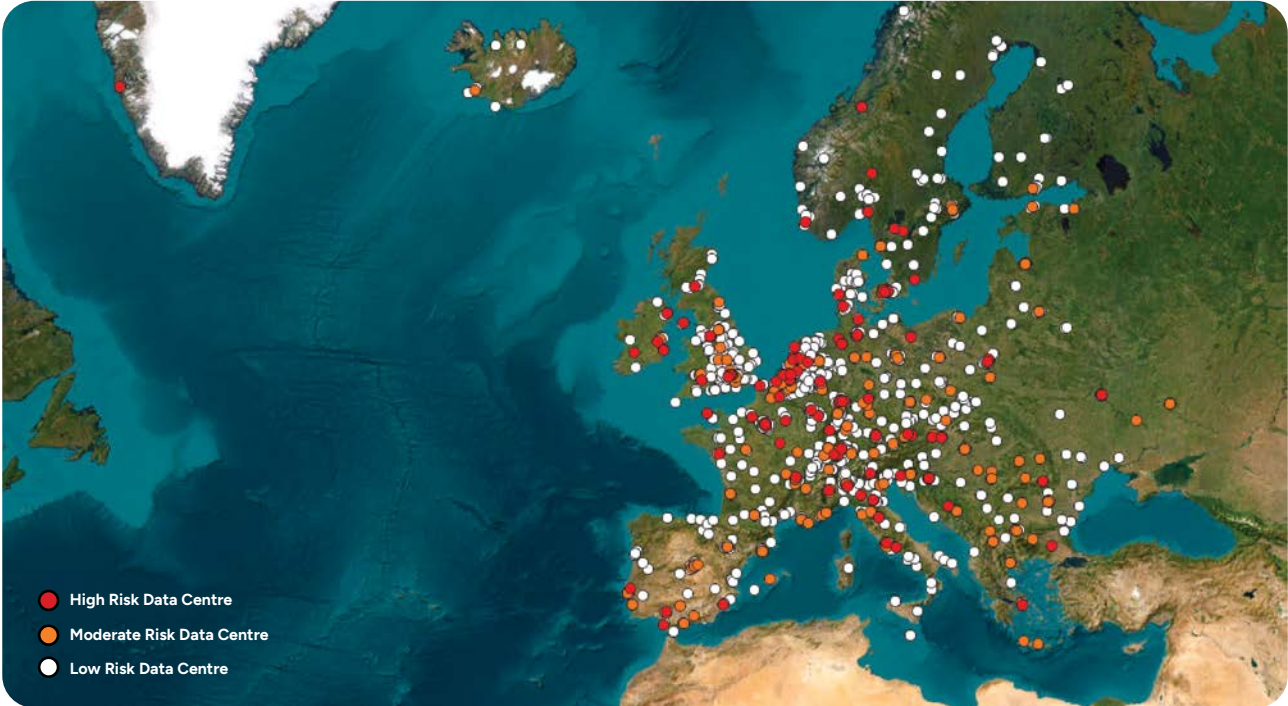 High Risk Data Centre
Moderate Risk Data Centre
Low Risk Data Centre